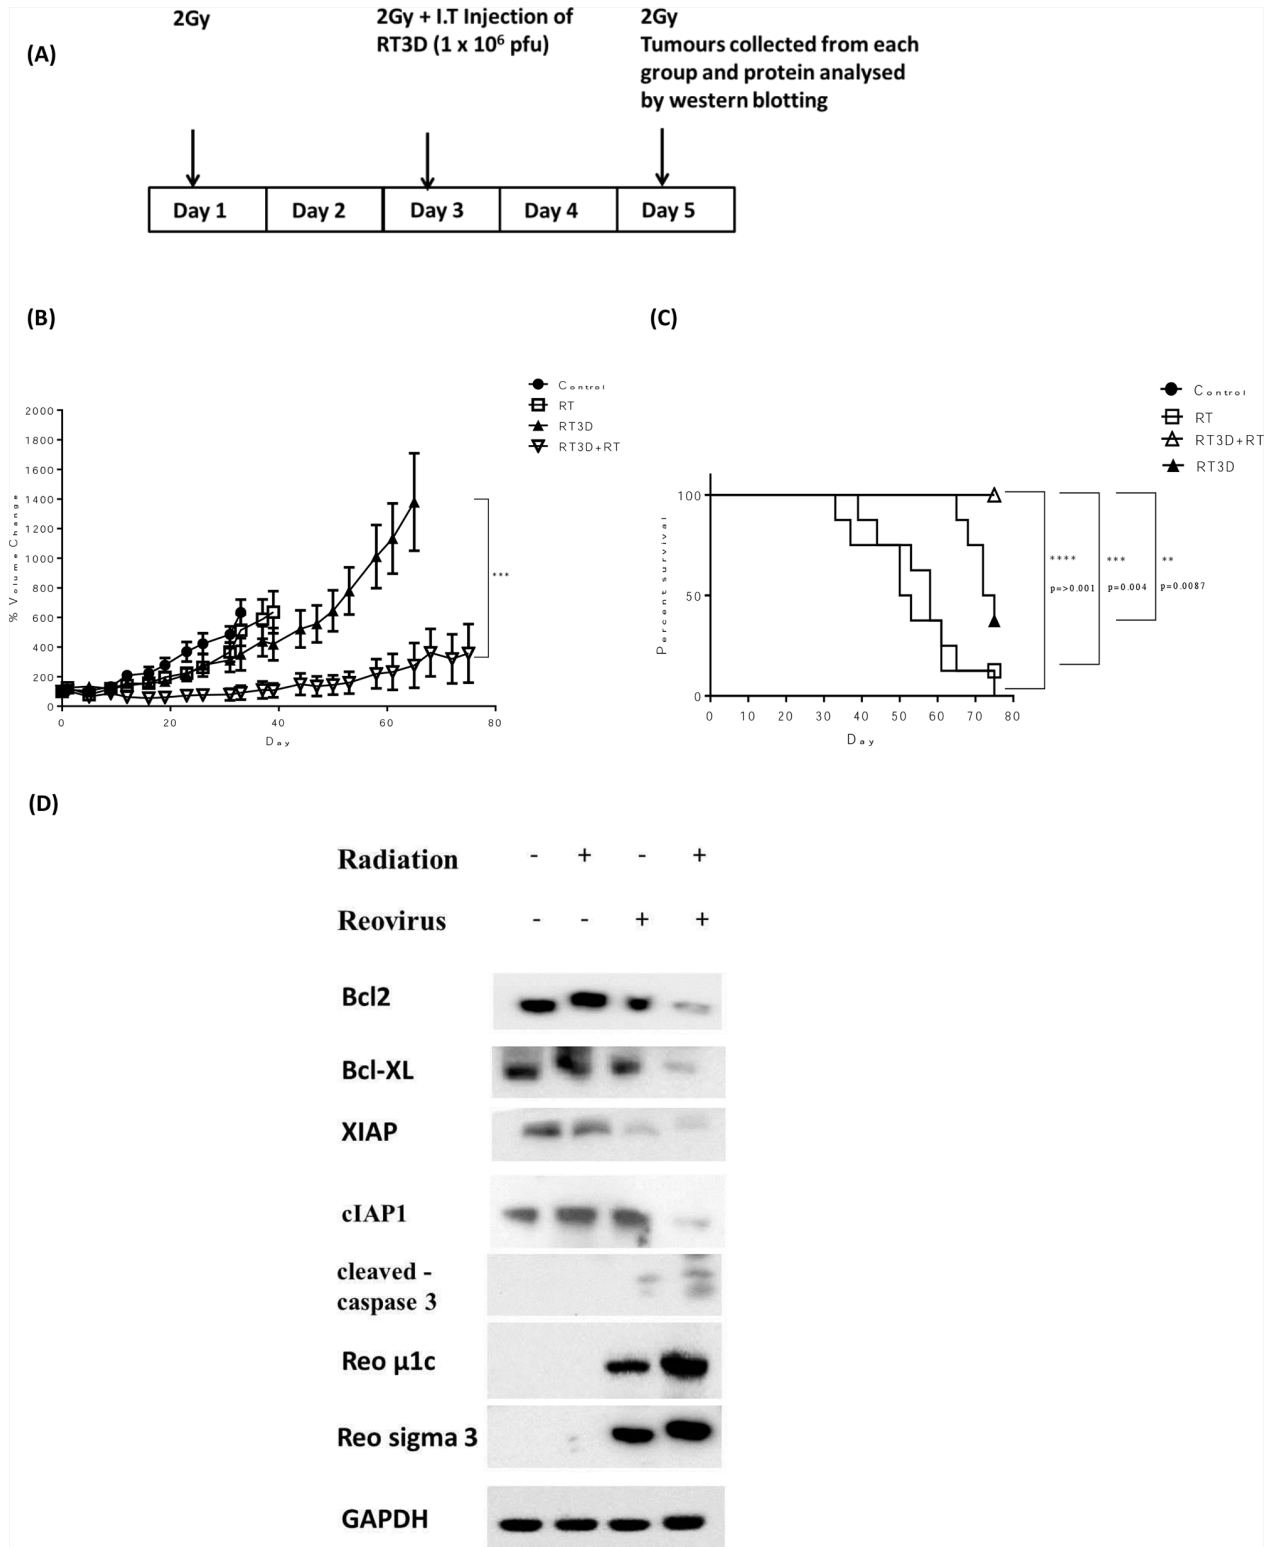 (A)
2Gy
2Gy + I.T Injection of
RT3D (1 x 10⁶ pfu)
2Gy
Tumours collected from each
group and protein analysed
by western blotting
Day 1
Day 2
Day 3
Day 4
Day 5
(B)
Control
RT
RT3D
RT3D+RT
% Volume Change
2000
1800
1600
1400
1200
1000
800
600
400
200
0
0
20
40
60
80
Day
***
(C)
Control
RT
RT3D+RT
RT3D
Percent survival
100
50
0
0 10 20 30 40 50 60 70 80
Day
****
p=>0.001
***
p=0.004
**
p=0.0087
(D)
Radiation - + - +
Reovirus - - + +
Bcl2
Bcl-XL
XIAP
cIAP1
cleaved -
caspase 3
Reo µ1c
Reo sigma 3
GAPDH